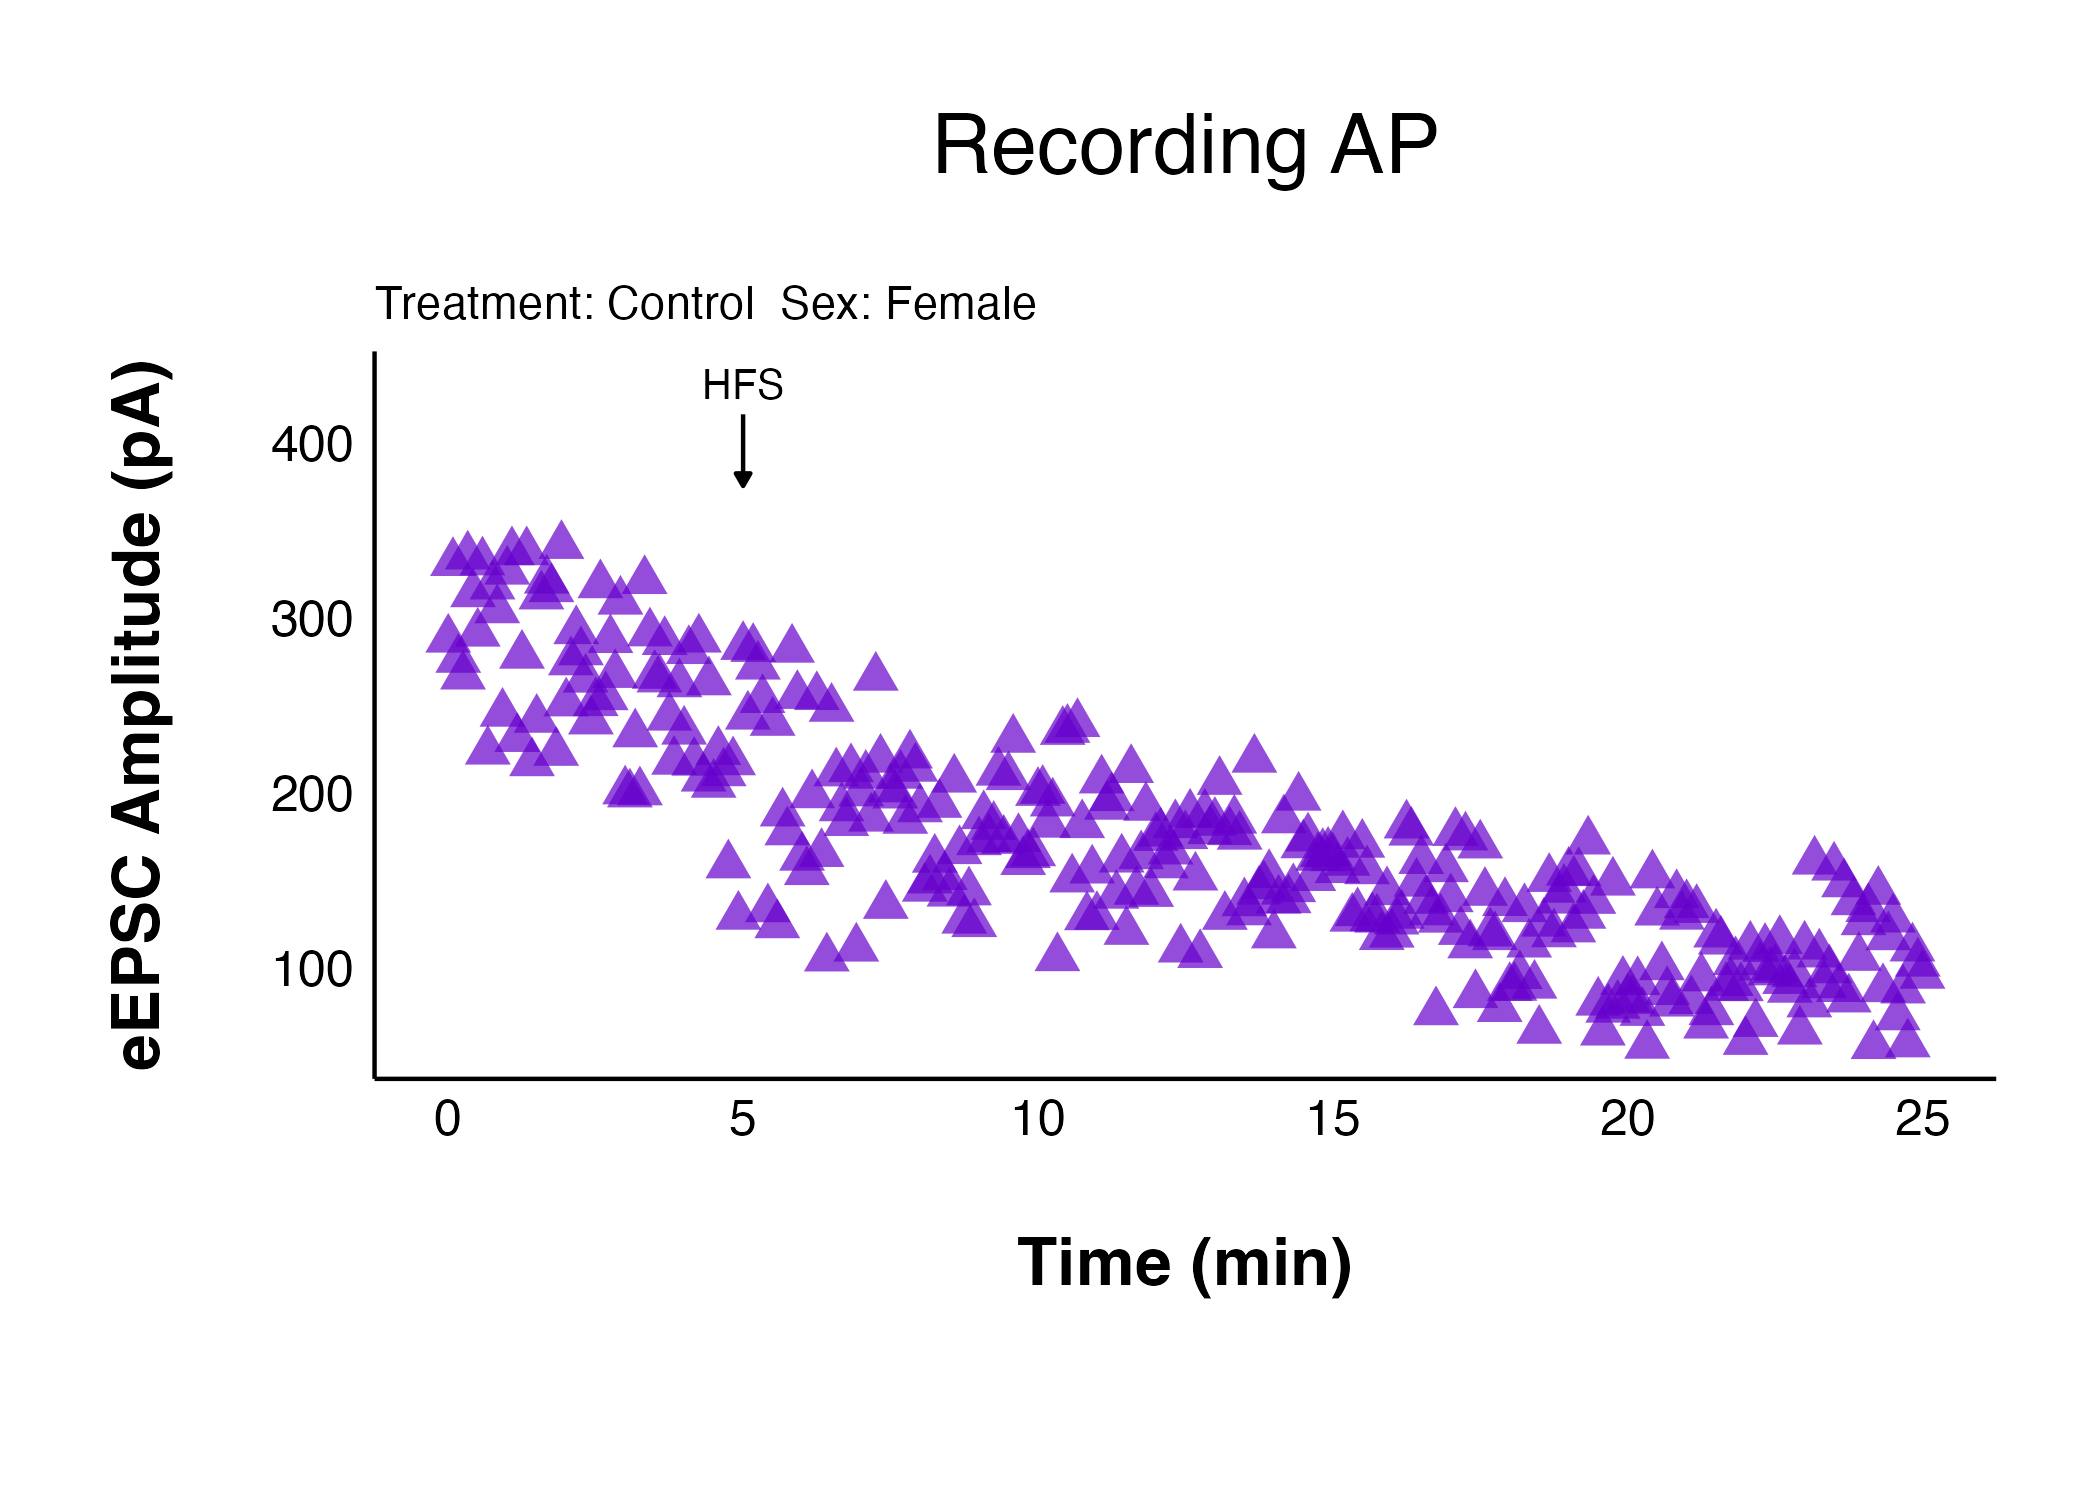 Recording AP
Treatment: Control  Sex: Female
HFS
eEPSC Amplitude (pA)
400
300
200
100
0 5 10 15 20 25
Time (min)